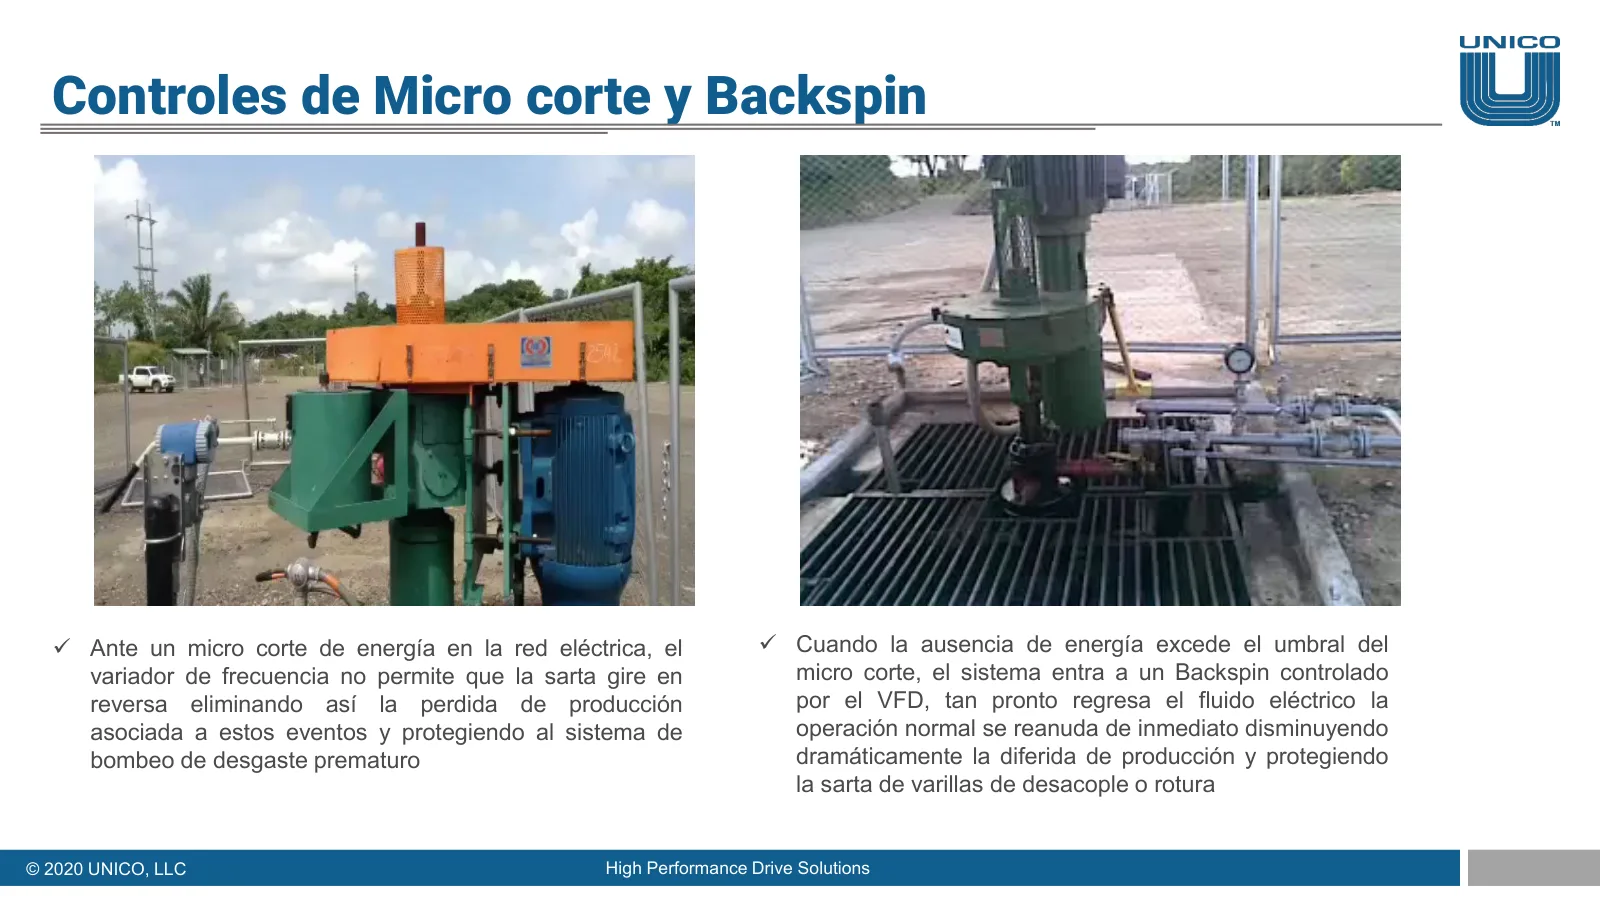 UNICO
Controles de Micro corte y Backspin
TM
Ante un micro corte de energía en la red eléctrica, el
variador de frecuencia no permite que la sarta gire en
reversa eliminando así la perdida de producción
asociada a estos eventos y protegiendo al sistema de
bombeo de desgaste prematuro
Cuando la ausencia de energía excede el umbral del
micro corte, el sistema entra a un Backspin controlado
por el VFD, tan pronto regresa el fluido eléctrico la
operación normal se reanuda de inmediato disminuyendo
dramáticamente la diferida de producción y protegiendo
la sarta de varillas de desacople o rotura
© 2020 UNICO, LLC
High Performance Drive Solutions